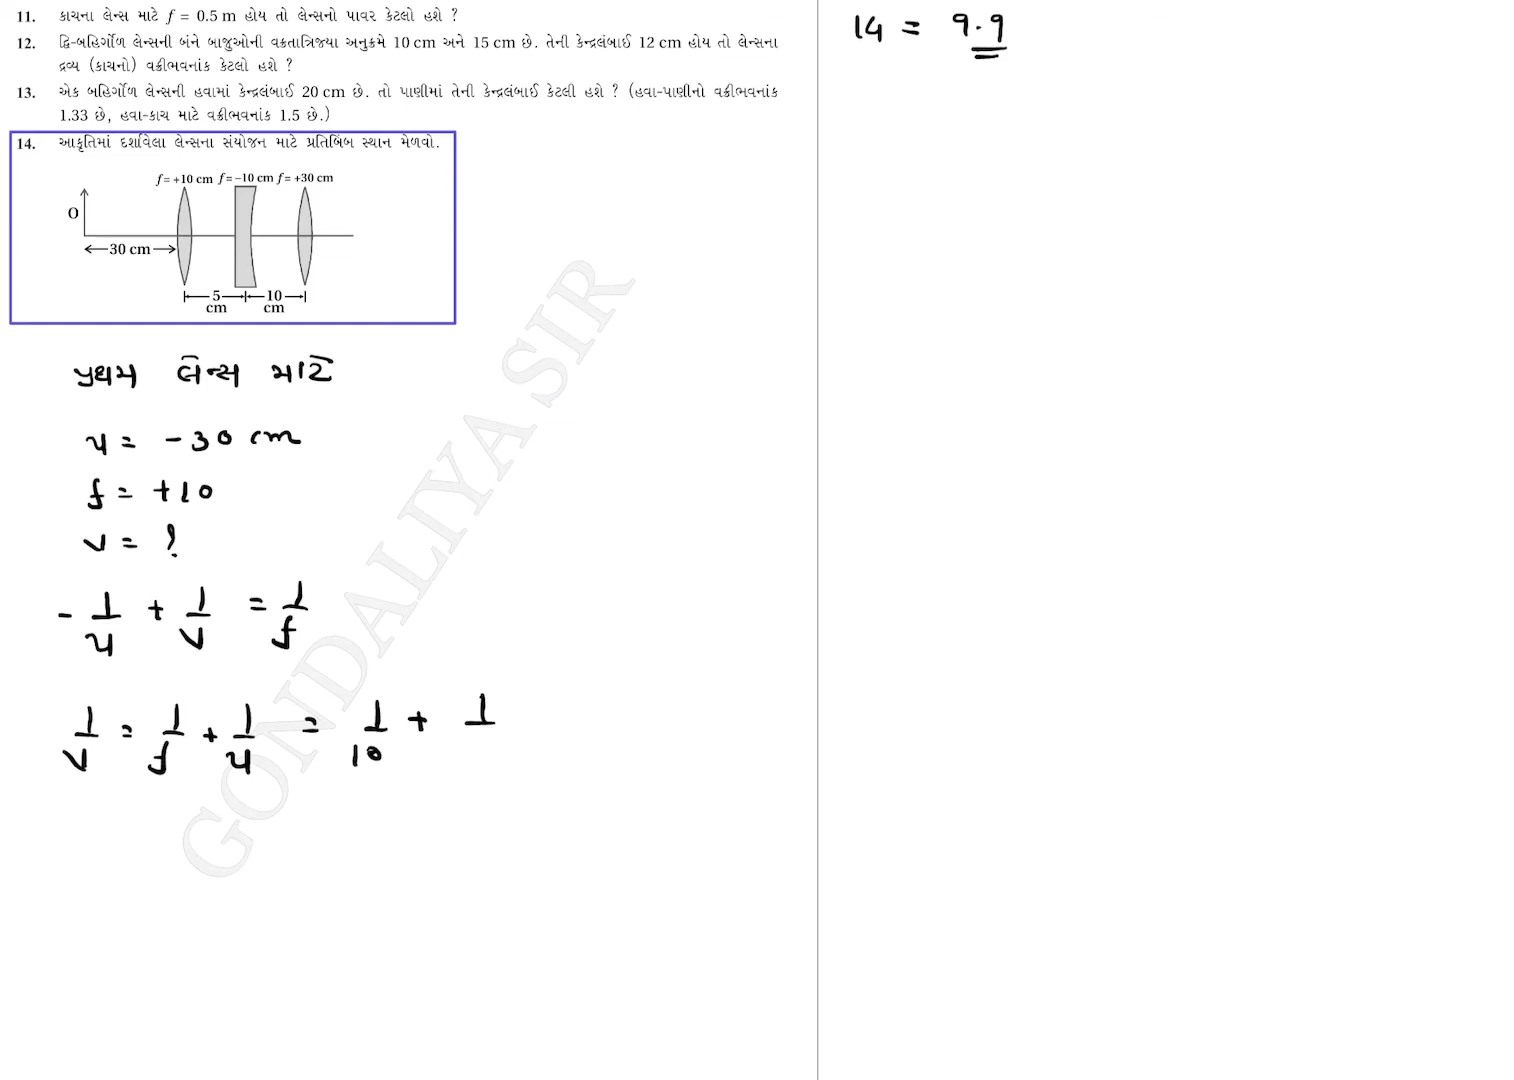 11. કાચના લેન્સ માટે f = 0.5 m હોય તો લેન્સનો પાવર કેટલો હશે ?
12. દ્વિ-બહિર્ગોળ લેન્સની બંને બાજુઓની વક્રતાત્રિજ્યા અનુક્રમે 10 cm અને 15 cm છે. તેની કેન્દ્રલંબાઈ 12 cm હોય તો લેન્સના
દ્રવ્ય (કાચનો) વક્રીભવનાંક કેટલો હશે ?
13. એક બહિર્ગોળ લેન્સની હવામાં કેન્દ્રલંબાઈ 20 cm છે. તો પાણીમાં તેની કેન્દ્રલંબાઈ કેટલી હશે ? (હવા-પાણીનો વક્રીભવનાંક
1.33 છે, હવા-કાચ માટે વક્રીભવનાંક 1.5 છે.)
14. આકૃતિમાં દર્શાવેલા લેન્સના સંયોજન માટે પ્રતિબિંબ સ્થાન મેળવો.
f = +10 cm f = −10 cm f = +30 cm
O
30 cm
5 cm
10 cm
પ્રથમ લેન્સ માટે
u = -30 cm
f = +10
v = ?
- 1/u + 1/v = 1/f
1/v = 1/f + 1/u = 1/10 + 1
14 = 9.9
GONDALIYA SIR